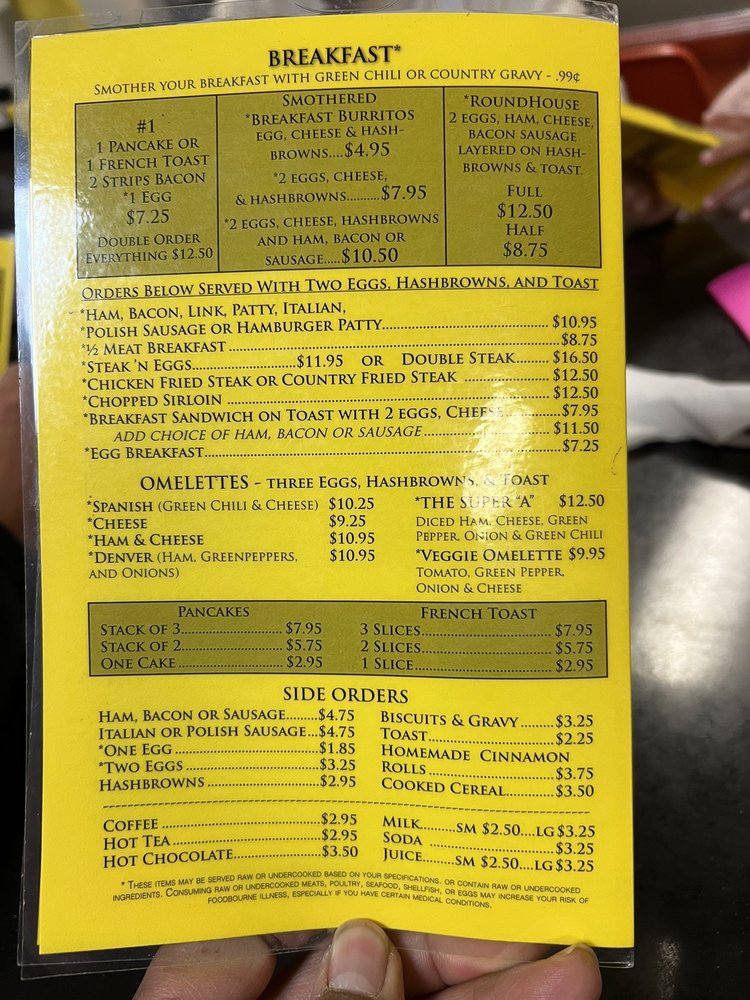 BREAKFAST*
SMOTHER YOUR BREAKFAST WITH GREEN CHILI OR COUNTRY GRAVY - .99¢
#1
1 PANCAKE OR
1 FRENCH TOAST
2 STRIPS BACON
*1 EGG
$7.25
DOUBLE ORDER
EVERYTHING $12.50
SMOTHERED
*BREAKFAST BURRITOS
EGG, CHEESE & HASH-
BROWNS....$4.95
*2 EGGS, CHEESE,
& HASHBROWNS..........$7.95
*2 EGGS, CHEESE, HASHBROWNS
AND HAM, BACON OR
SAUSAGE.....$10.50
*ROUNDHOUSE
2 EGGS, HAM, CHEESE,
BACON SAUSAGE
LAYERED ON HASH-
BROWNS & TOAST.
FULL
$12.50
HALF
$8.75
ORDERS BELOW SERVED WITH TWO EGGS, HASHBROWNS, AND TOAST
*HAM, BACON, LINK, PATTY, ITALIAN,
*POLISH SAUSAGE OR HAMBURGER PATTY.......................................... $10.95
*½ MEAT BREAKFAST ..................................................................................$8.75
*STEAK 'N EGGS..........................$11.95 OR DOUBLE STEAK........ $16.50
*CHICKEN FRIED STEAK OR COUNTRY FRIED STEAK ..................... $12.50
*CHOPPED SIRLOIN ................................................................................. $12.50
*BREAKFAST SANDWICH ON TOAST WITH 2 EGGS, CHEESE.............$7.95
ADD CHOICE OF HAM, BACON OR SAUSAGE ................................ $11.50
*EGG BREAKFAST........................................................................................$7.25
OMELETTES - THREE EGGS, HASHBROWNS, & TOAST
*SPANISH (GREEN CHILI & CHEESE) $10.25
*CHEESE $9.25
*HAM & CHEESE $10.95
*DENVER (HAM, GREENPEPPERS, $10.95
AND ONIONS)
*THE SUPER "A" $12.50
DICED HAM, CHEESE, GREEN
PEPPER, ONION & GREEN CHILI
*VEGGIE OMELETTE $9.95
TOMATO, GREEN PEPPER,
ONION & CHEESE
PANCAKES
STACK OF 3............................ $7.95
STACK OF 2............................ $5.75
ONE CAKE ............................. $2.95
FRENCH TOAST
3 SLICES.................................... $7.95
2 SLICES.................................... $5.75
1 SLICE...................................... $2.95
SIDE ORDERS
HAM, BACON OR SAUSAGE........$4.75
ITALIAN OR POLISH SAUSAGE...$4.75
*ONE EGG .....................................$1.85
*TWO EGGS ...................................$3.25
HASHBROWNS ..............................$2.95
BISCUITS & GRAVY .........$3.25
TOAST.................................$2.25
HOMEMADE CINNAMON
ROLLS .................................$3.75
COOKED CEREAL.............$3.50
COFFEE ..........................................$2.95
HOT TEA ........................................$2.95
HOT CHOCOLATE.........................$3.50
MILK.........SM $2.50....LG $3.25
SODA .................................$3.25
JUICE........SM $2.50....LG $3.25
* THESE ITEMS MAY BE SERVED RAW OR UNDERCOOKED BASED ON YOUR SPECIFICATIONS, OR CONTAIN RAW OR UNDERCOOKED
INGREDIENTS. CONSUMING RAW OR UNDERCOOKED MEATS, POULTRY, SEAFOOD, SHELLFISH, OR EGGS MAY INCREASE YOUR RISK OF
FOODBOURNE ILLNESS, ESPECIALLY IF YOU HAVE CERTAIN MEDICAL CONDITIONS.